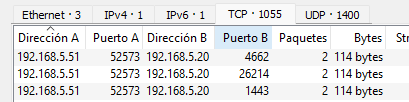 Ethernet · 3 IPv4 · 1 IPv6 · 1 TCP · 1055 UDP · 1400
Dirección A Puerto A Dirección B Puerto B Paquetes Bytes Str
192.168.5.51 52573 192.168.5.20 4662 2 114 bytes
192.168.5.51 52573 192.168.5.20 26214 2 114 bytes
192.168.5.51 52573 192.168.5.20 1443 2 114 bytes